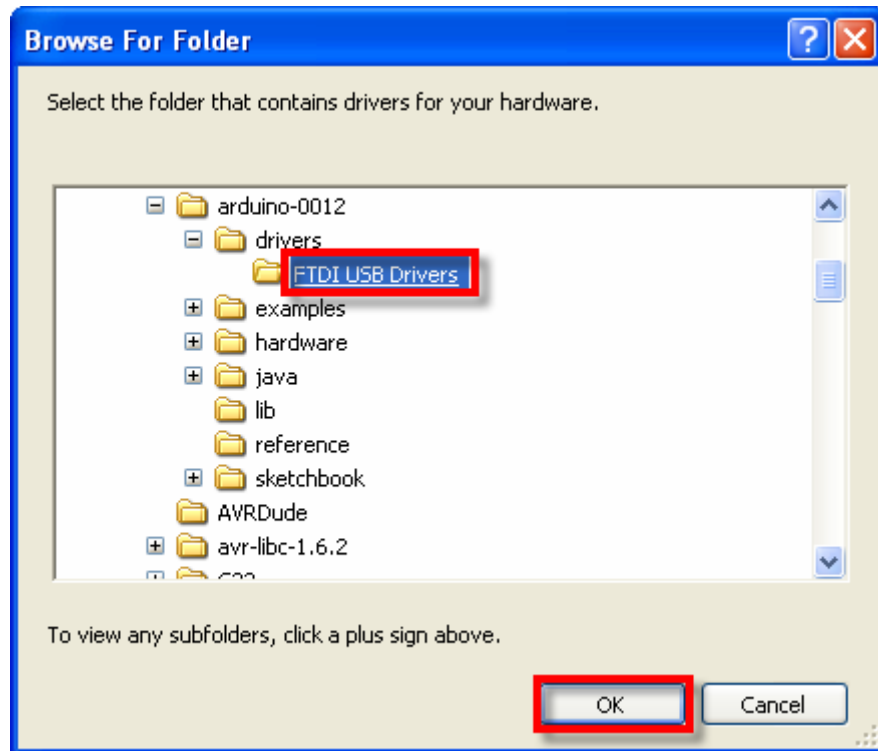 Browse For Folder
Select the folder that contains drivers for your hardware.
arduino-0012
drivers
FTDI USB Drivers
examples
hardware
java
lib
reference
sketchbook
AVRDude
avr-libc-1.6.2
To view any subfolders, click a plus sign above.
OK Cancel